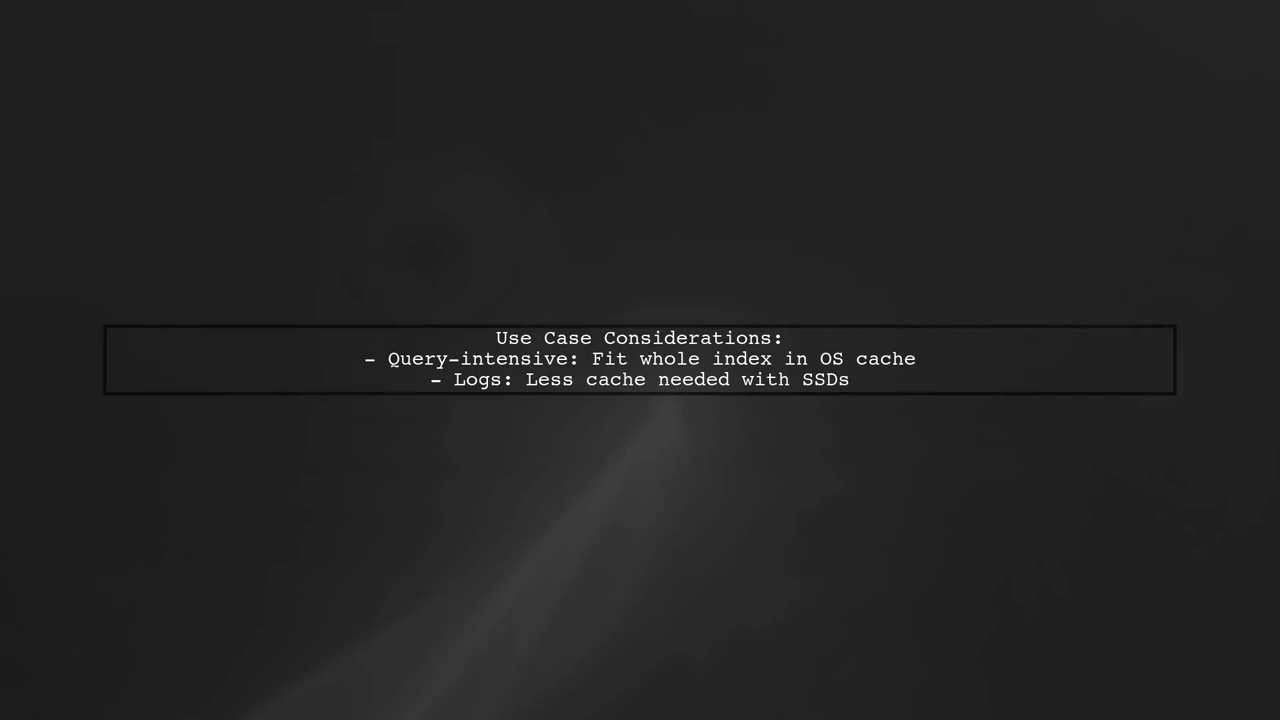 Use Case Considerations:
- Query-intensive: Fit whole index in OS cache
- Logs: Less cache needed with SSDs